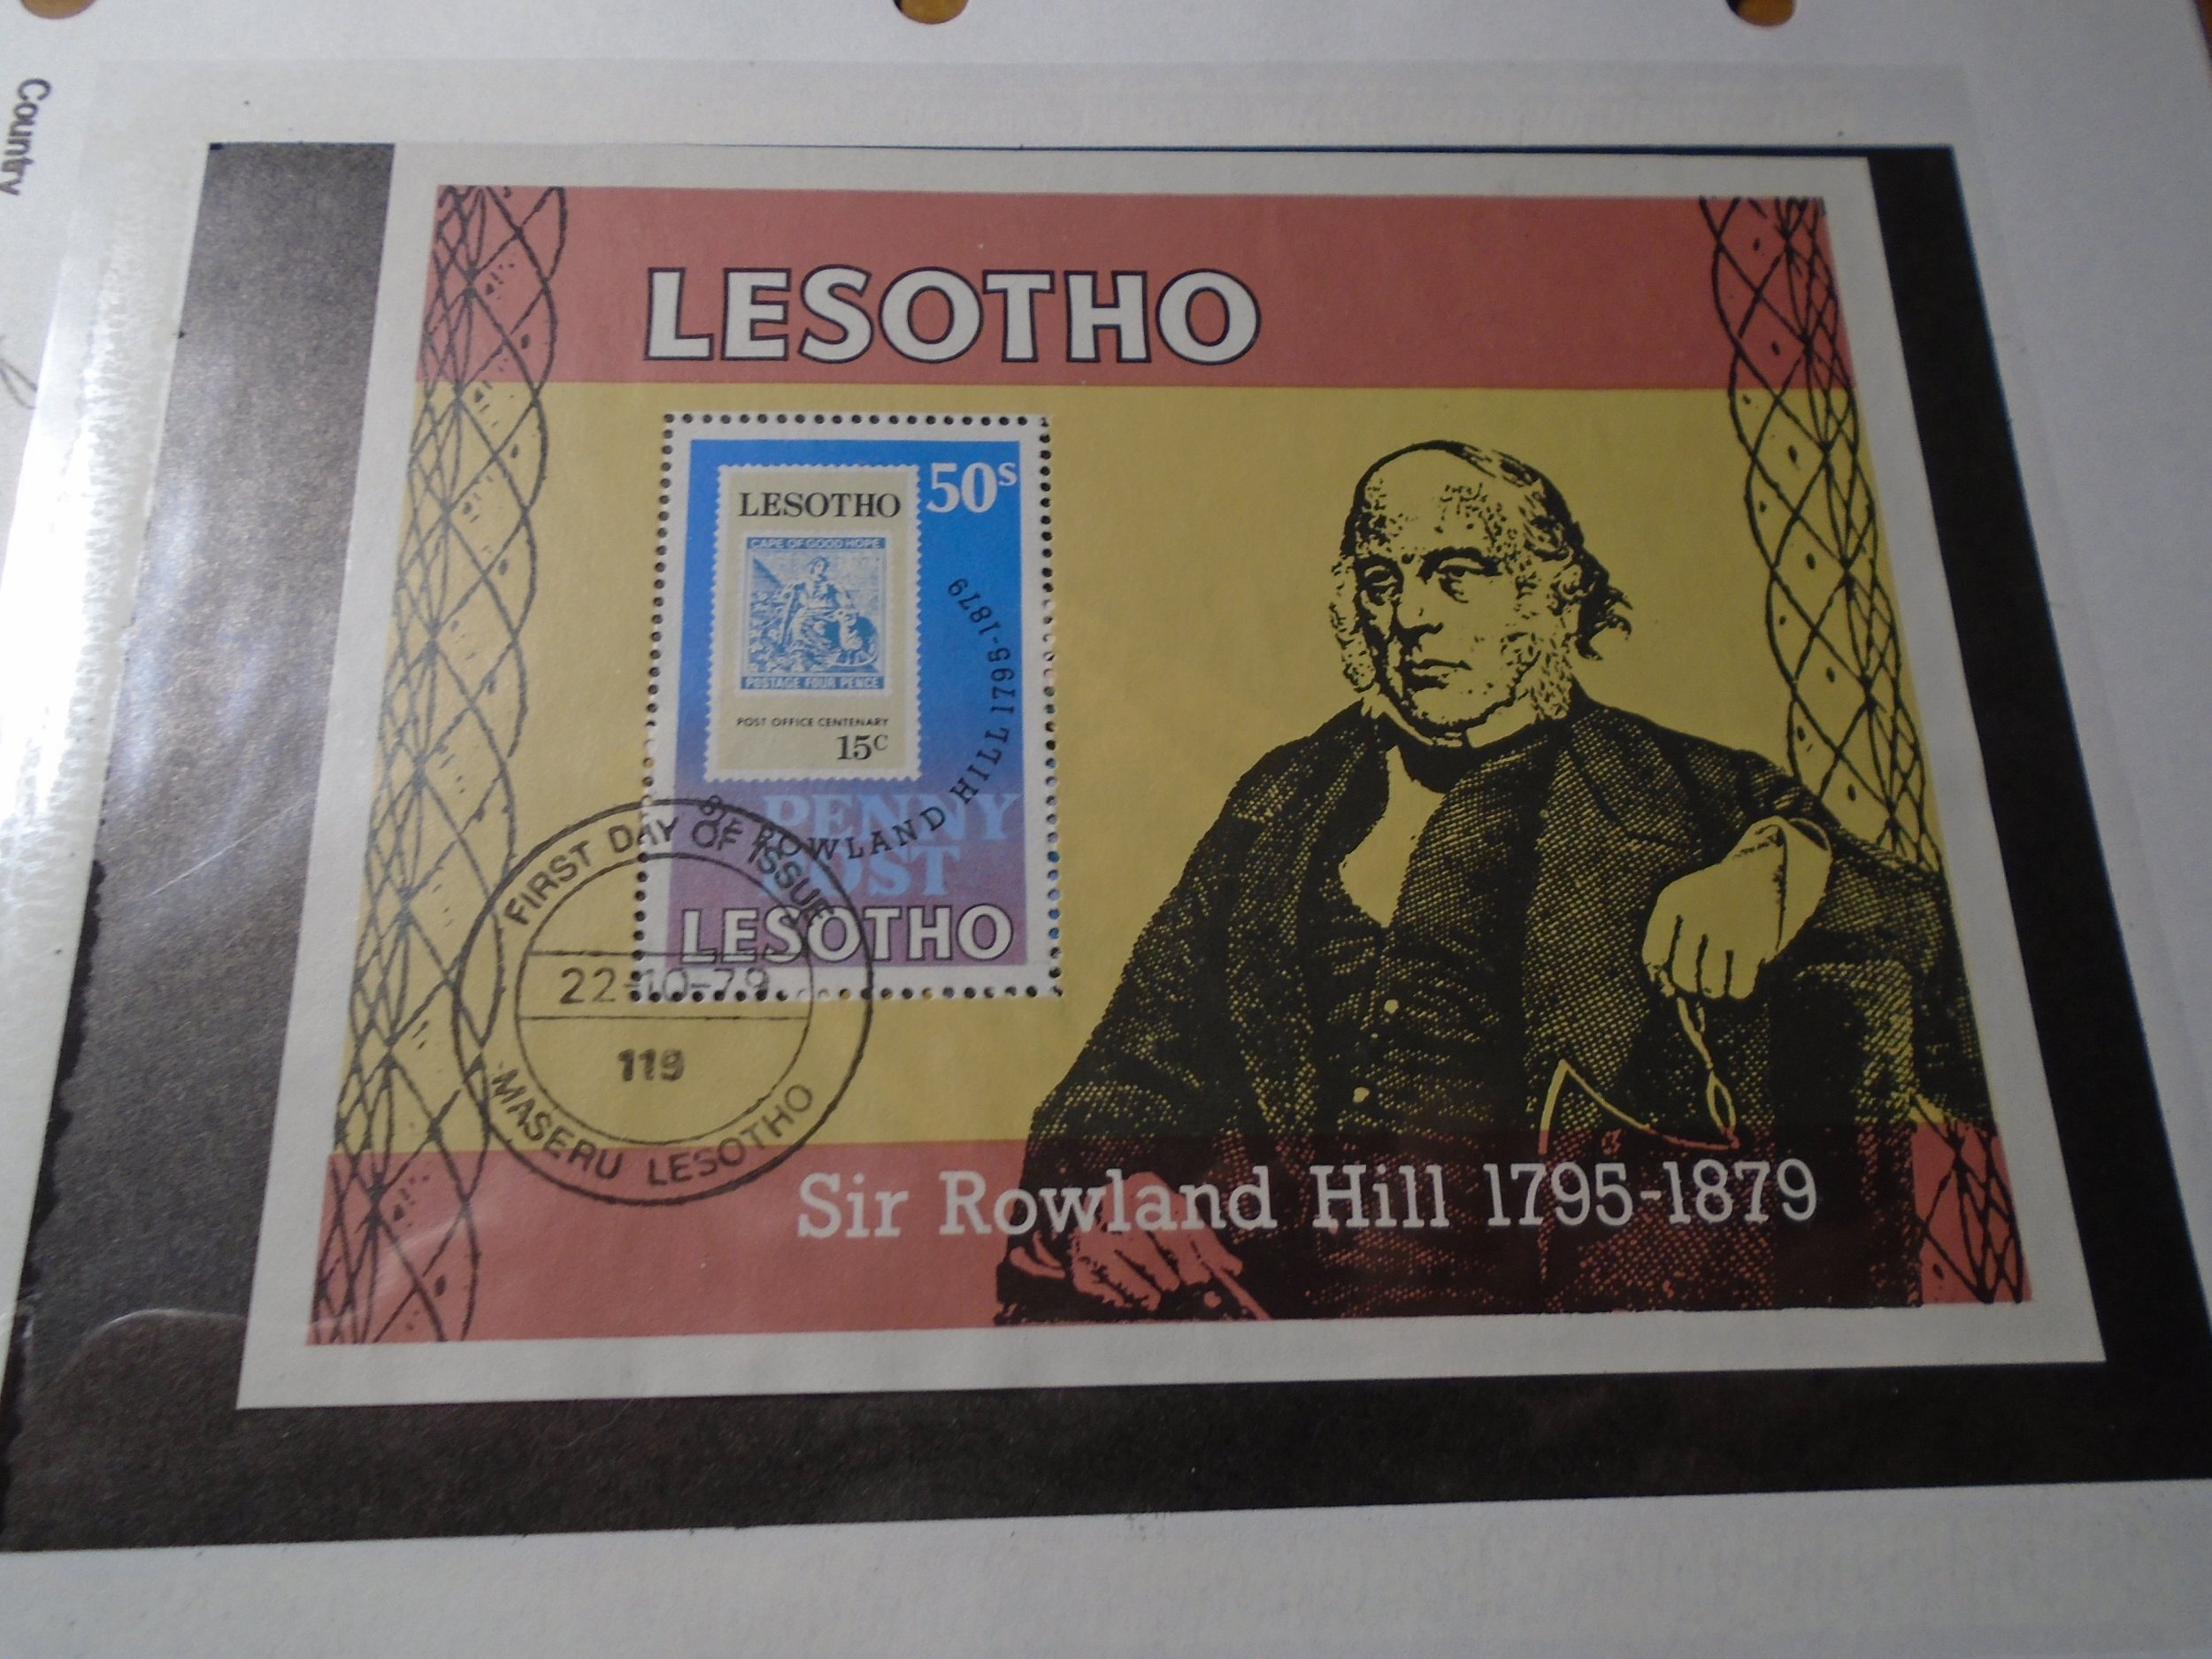 Country
LESOTHO
LESOTHO
50s
CAPE OF GOOD HOPE
POSTAGE FOUR PENCE
POST OFFICE CENTENARY
15c
SIR ROWLAND HILL 1795-1879
PENNY
POST
LESOTHO
FIRST DAY OF ISSUE
22-10-79
119
MASERU LESOTHO
Sir Rowland Hill 1795-1879